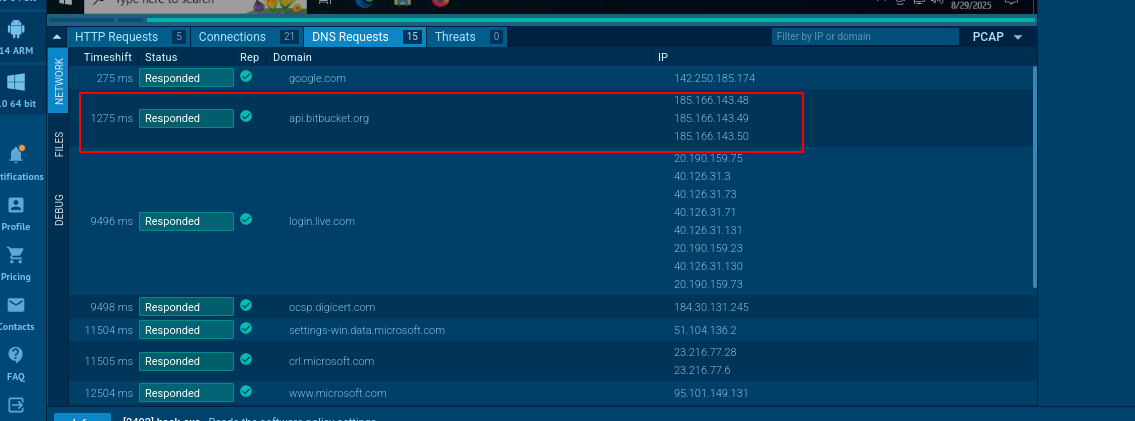 Type here to search
8/29/2025
HTTP Requests 5 Connections 21 DNS Requests 15 Threats 0 Filter by IP or domain PCAP
14 ARM
Timeshift Status Rep Domain IP
NETWORK
275 ms Responded google.com 142.250.185.174
0 64 bit
1275 ms Responded api.bitbucket.org 185.166.143.48
185.166.143.49
185.166.143.50
FILES
20.190.159.75
40.126.31.3
tifications
40.126.31.73
DEBUG
40.126.31.71
9496 ms Responded login.live.com 40.126.31.131
Profile
20.190.159.23
40.126.31.130
Pricing
20.190.159.73
9498 ms Responded ocsp.digicert.com 184.30.131.245
Contacts
11504 ms Responded settings-win.data.microsoft.com 51.104.136.2
11505 ms Responded crl.microsoft.com 23.216.77.28
23.216.77.6
FAQ
12504 ms Responded www.microsoft.com 95.101.149.131